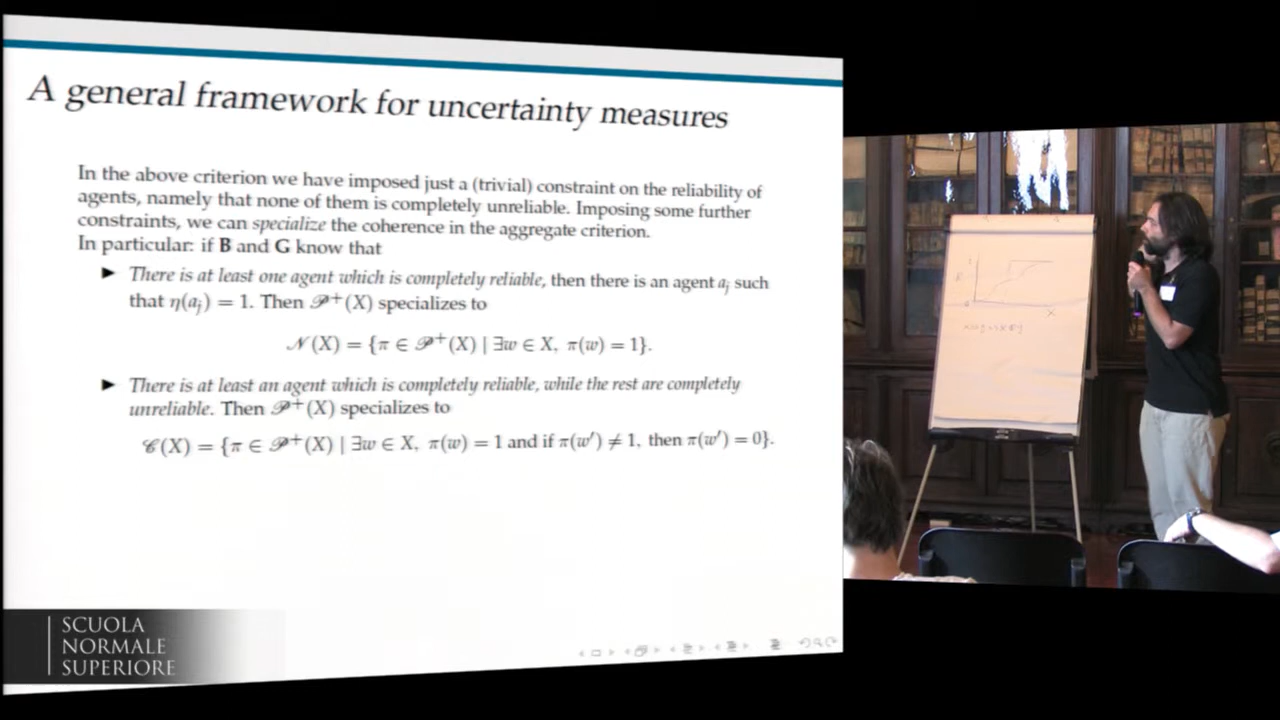 A general framework for uncertainty measures
In the above criterion we have imposed just a (trivial) constraint on the reliability of
agents, namely that none of them is completely unreliable. Imposing some further
constraints, we can specialize the coherence in the aggregate criterion.
In particular: if B and G know that
► There is at least one agent which is completely reliable, then there is an agent aⱼ such
that η(aⱼ) = 1. Then 𝒫⁺(X) specializes to
𝒩(X) = {π ∈ 𝒫⁺(X) | ∃w ∈ X, π(w) = 1}.
► There is at least an agent which is completely reliable, while the rest are completely
unreliable. Then 𝒫⁺(X) specializes to
𝒞(X) = {π ∈ 𝒫⁺(X) | ∃w ∈ X, π(w) = 1 and if π(w′) ≠ 1, then π(w′) = 0}.
SCUOLA
NORMALE
SUPERIORE